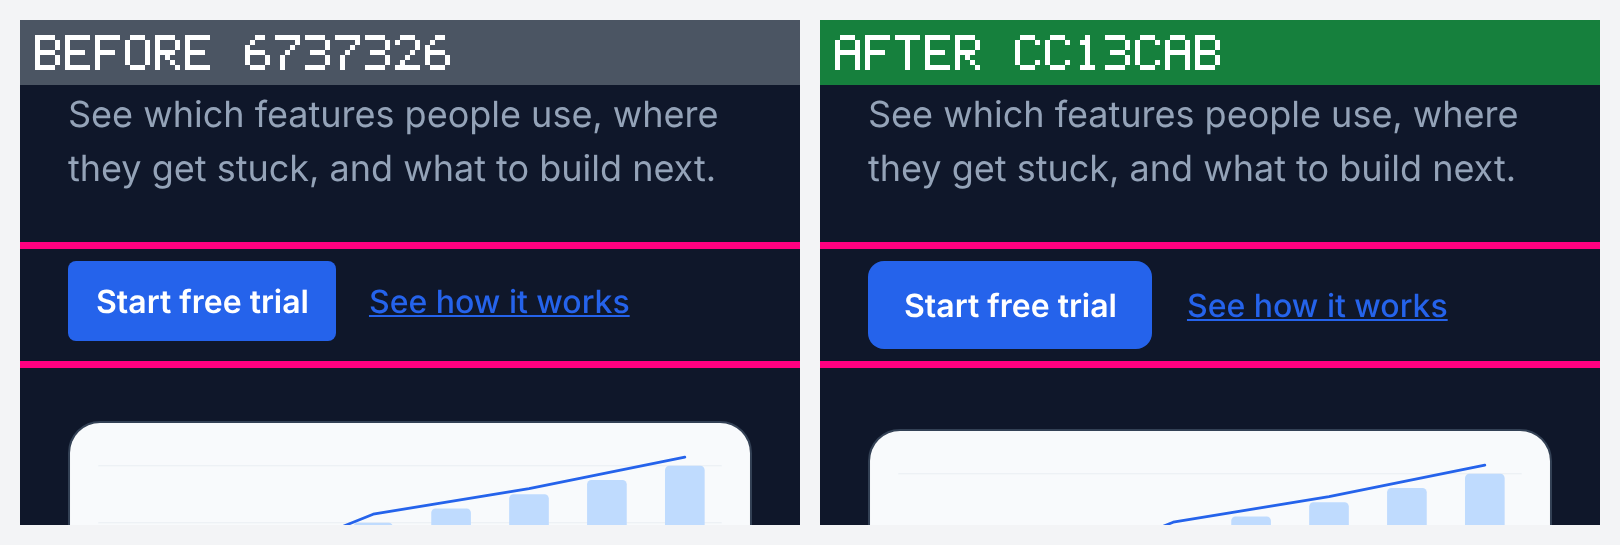 BEFORE 6737326
See which features people use, where
they get stuck, and what to build next.
Start free trial
See how it works
AFTER CC13CAB
See which features people use, where
they get stuck, and what to build next.
Start free trial
See how it works